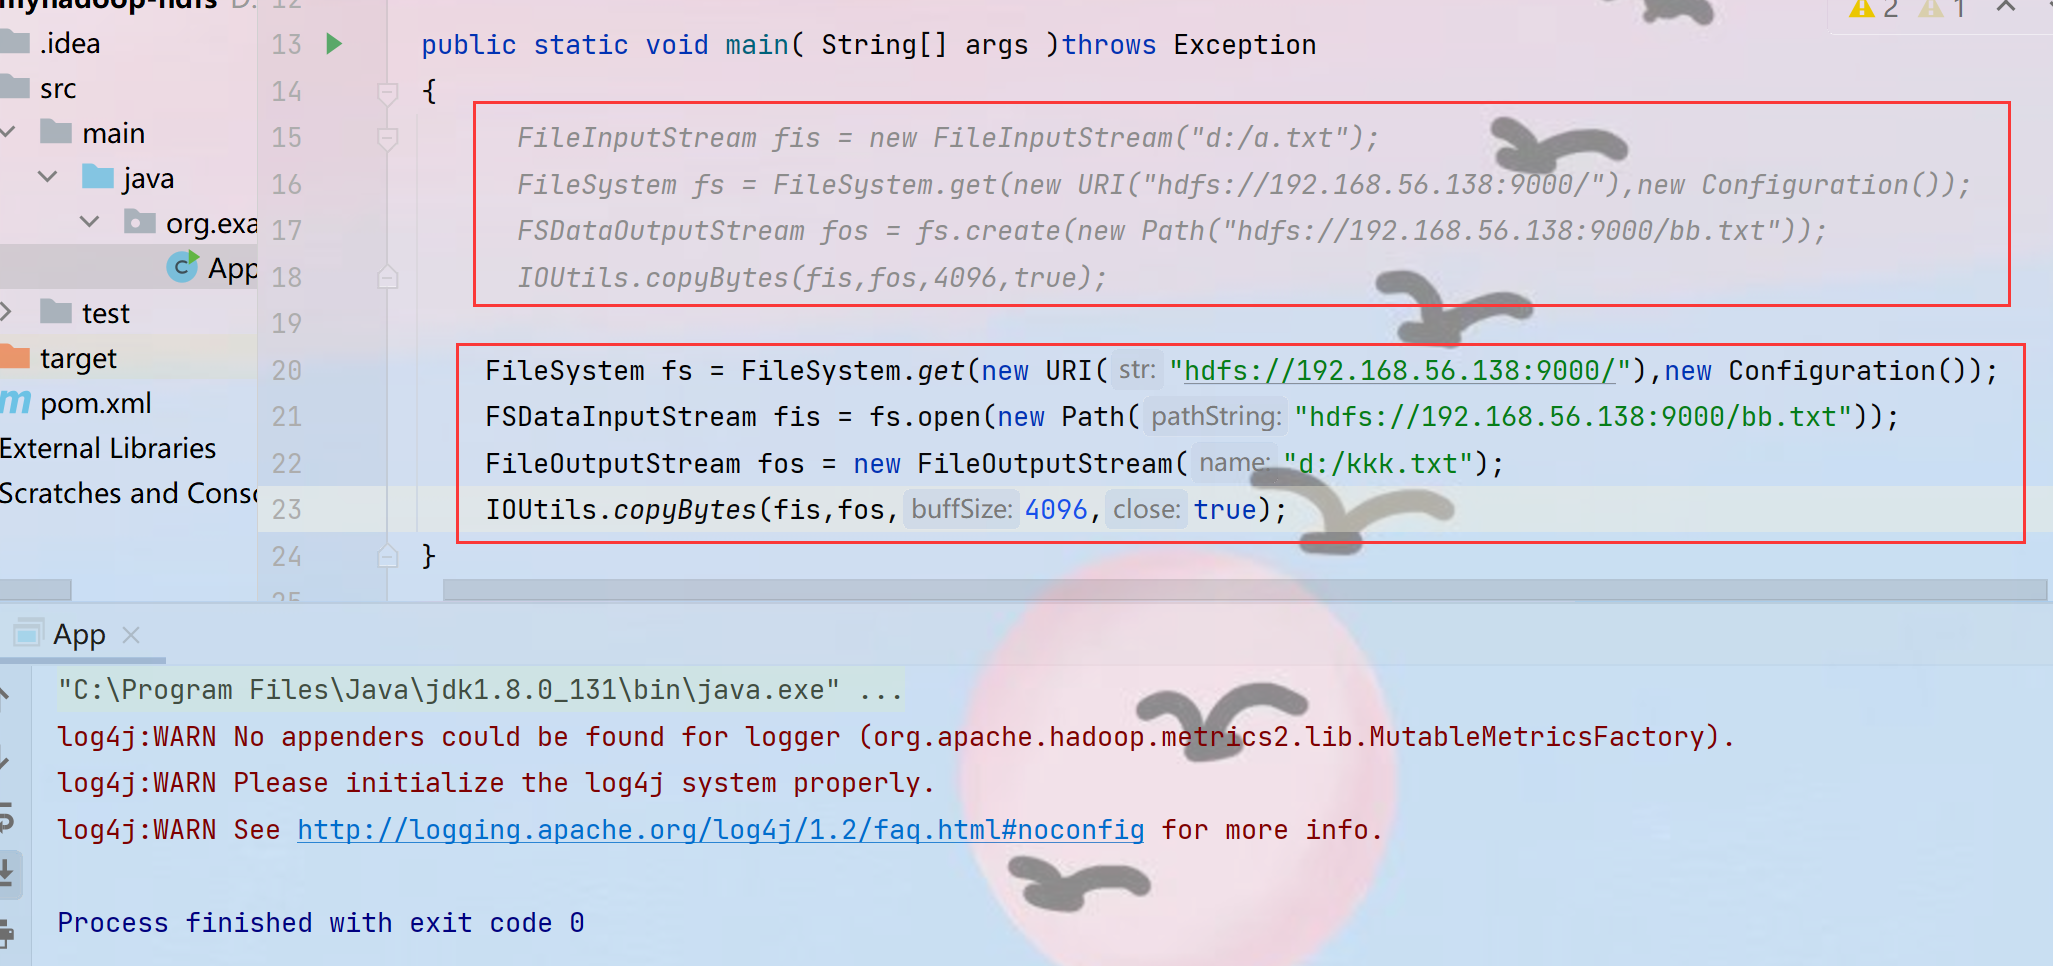 myhadoop-hdfs D:
.idea
src
main
java
org.exa
App
test
target
pom.xml
External Libraries
Scratches and Conso
12
2 1
13 public static void main( String[] args )throws Exception
14 {
15 FileInputStream fis = new FileInputStream("d:/a.txt");
16 FileSystem fs = FileSystem.get(new URI("hdfs://192.168.56.138:9000/"),new Configuration());
17 FSDataOutputStream fos = fs.create(new Path("hdfs://192.168.56.138:9000/bb.txt"));
18 IOUtils.copyBytes(fis,fos,4096,true);
19
20 FileSystem fs = FileSystem.get(new URI( str: "hdfs://192.168.56.138:9000/"),new Configuration());
21 FSDataInputStream fis = fs.open(new Path( pathString: "hdfs://192.168.56.138:9000/bb.txt"));
22 FileOutputStream fos = new FileOutputStream( name: "d:/kkk.txt");
23 IOUtils.copyBytes(fis,fos, buffSize: 4096, close: true);
24 }
25
App
"C:\Program Files\Java\jdk1.8.0_131\bin\java.exe" ...
log4j:WARN No appenders could be found for logger (org.apache.hadoop.metrics2.lib.MutableMetricsFactory).
log4j:WARN Please initialize the log4j system properly.
log4j:WARN See http://logging.apache.org/log4j/1.2/faq.html#noconfig for more info.
Process finished with exit code 0